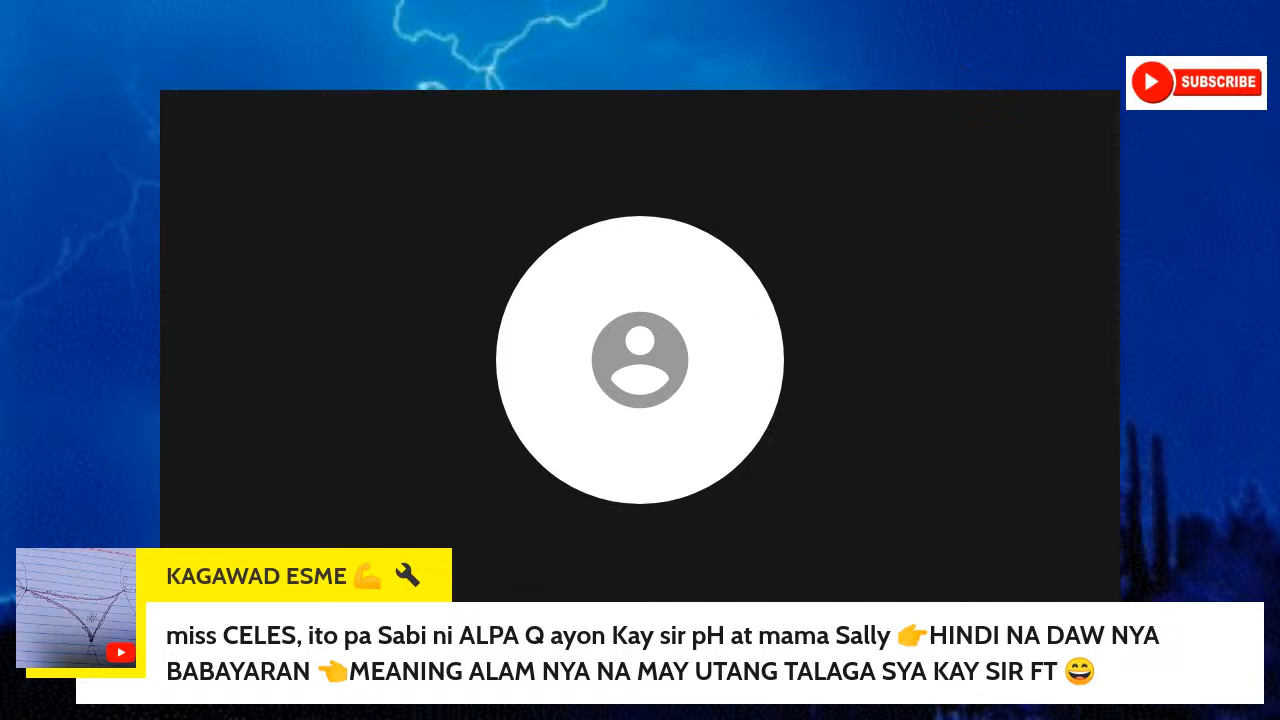 SUBSCRIBE
KAGAWAD ESME 💪 🔧
miss CELES, ito pa Sabi ni ALPA Q ayon Kay sir pH at mama Sally 👉HINDI NA DAW NYA
BABAYARAN 👈MEANING ALAM NYA NA MAY UTANG TALAGA SYA KAY SIR FT 😄